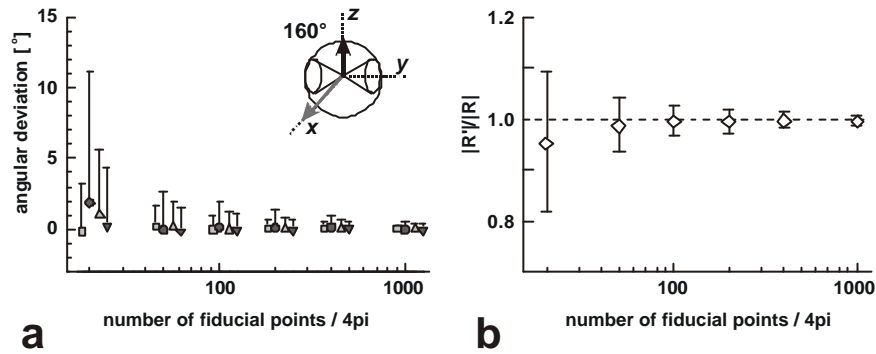 angular deviation [°]
15
10
5
0
100
1000
number of fiducial points / 4pi
160°
z
y
x
a
|R'|/|R|
1.2
1.0
0.8
100
1000
number of fiducial points / 4pi
b